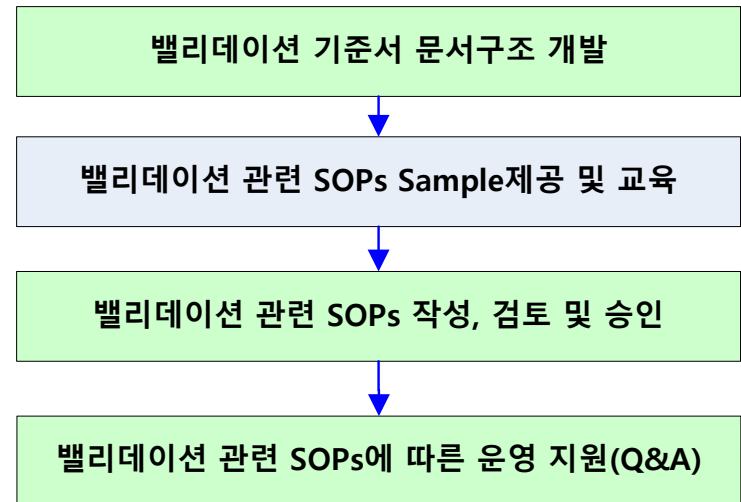 밸리데이션 기준서 문서구조 개발
밸리데이션 관련 SOPs Sample제공 및 교육
밸리데이션 관련 SOPs 작성, 검토 및 승인
밸리데이션 관련 SOPs에 따른 운영 지원(Q&A)